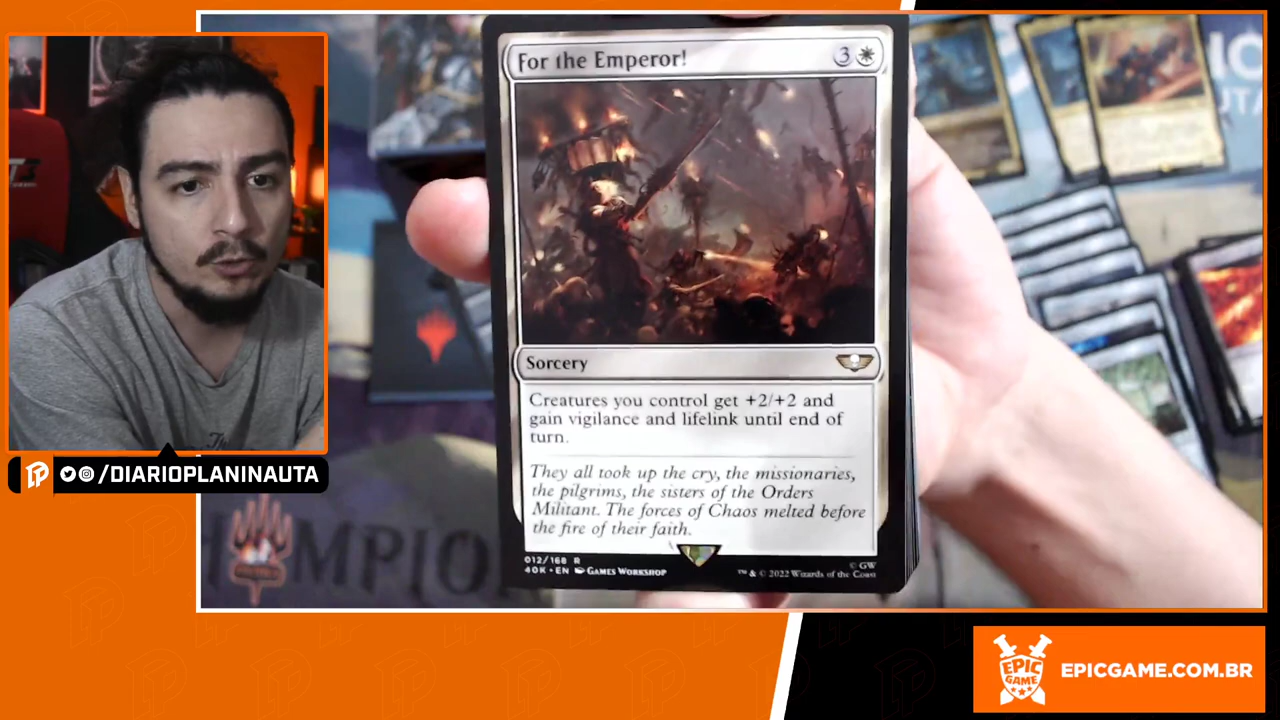 For the Emperor!
3
Sorcery
Creatures you control get +2/+2 and
gain vigilance and lifelink until end of
turn.
They all took up the cry, the missionaries,
the pilgrims, the sisters of the Orders
Militant. The forces of Chaos melted before
the fire of their faith.
012/168 R
40K • EN GAMES WORKSHOP
© GW
™ & © 2022 Wizards of the Coast
/DIARIOPLANINAUTA
EPIC
GAME
EPICGAME.COM.BR